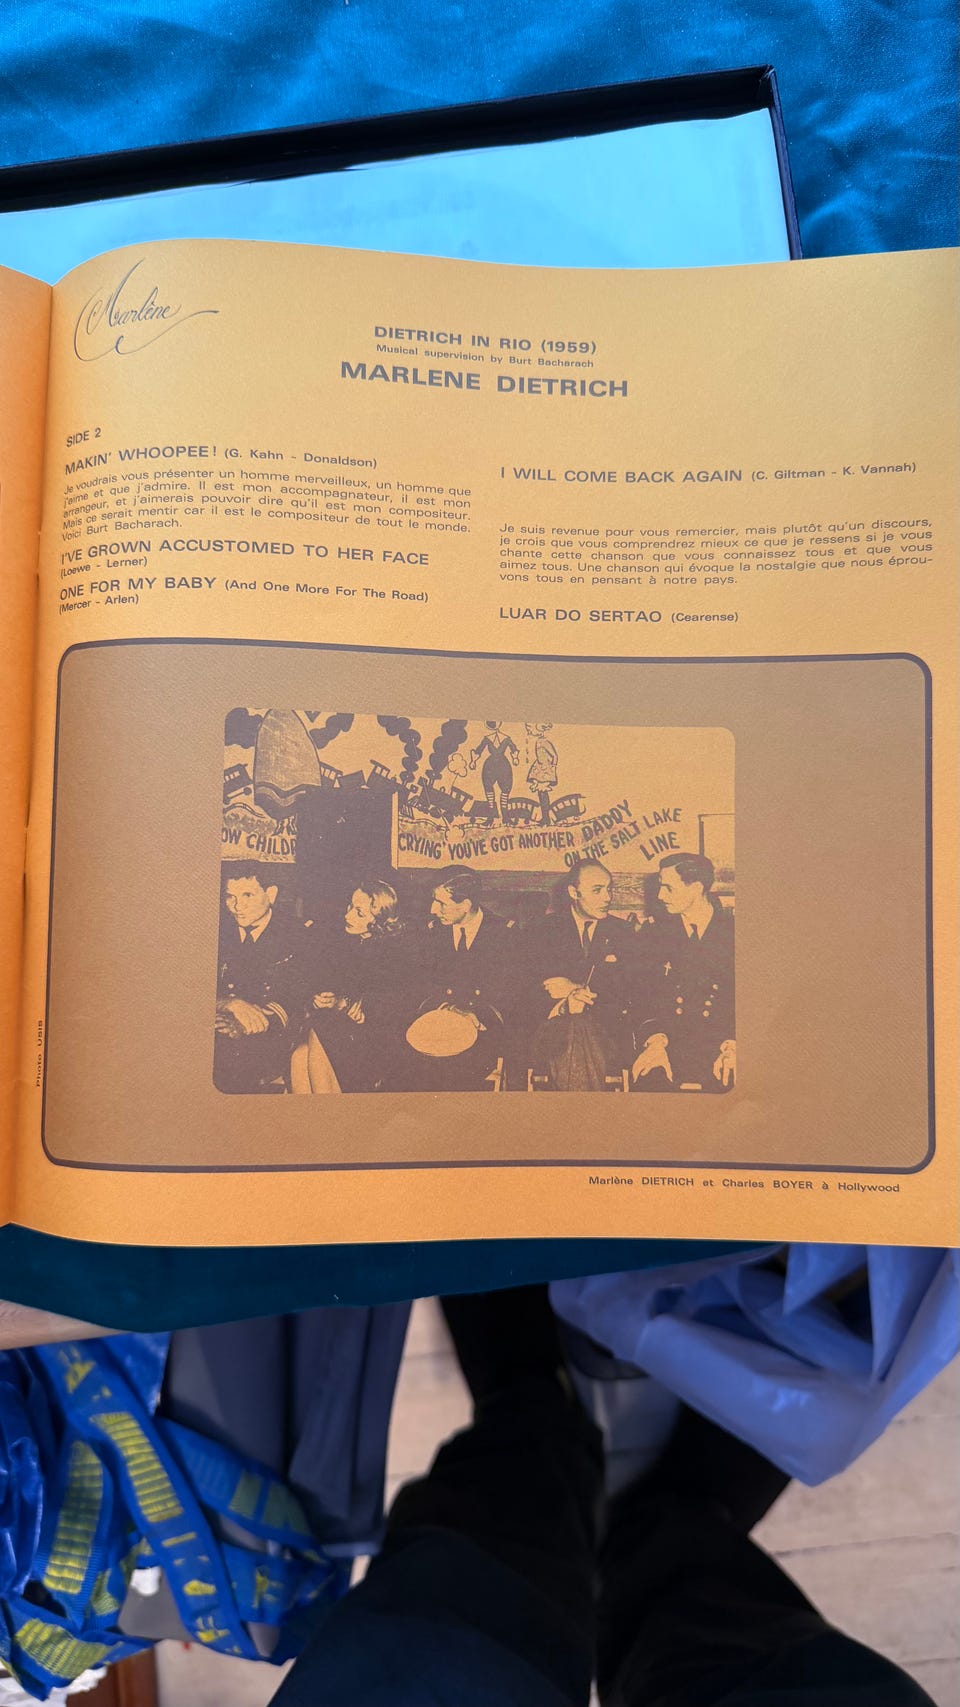 Marlène
DIETRICH IN RIO (1959)
Musical supervision by Burt Bacharach
MARLENE DIETRICH
SIDE 2
MAKIN' WHOOPEE! (G. Kahn - Donaldson)
Je voudrais vous présenter un homme merveilleux, un homme que
j'aime et que j'admire. Il est mon accompagnateur, il est mon
arrangeur, et j'aimerais pouvoir dire qu'il est mon compositeur.
Mais ce serait mentir car il est le compositeur de tout le monde.
Voici Burt Bacharach.
I'VE GROWN ACCUSTOMED TO HER FACE
(Loewe - Lerner)
ONE FOR MY BABY (And One More For The Road)
(Mercer - Arlen)
I WILL COME BACK AGAIN (C. Giltman - K. Vannah)
Je suis revenue pour vous remercier, mais plutôt qu'un discours,
je crois que vous comprendrez mieux ce que je ressens si je vous
chante cette chanson que vous connaissez tous et que vous
aimez tous. Une chanson qui évoque la nostalgie que nous éprou-
vons tous en pensant à notre pays.
LUAR DO SERTAO (Cearense)
OW CHILDR
CRYING YOU'VE GOT ANOTHER DADDY
ON THE SALT LAKE
LINE
Photo USIS
Marlène DIETRICH et Charles BOYER à Hollywood